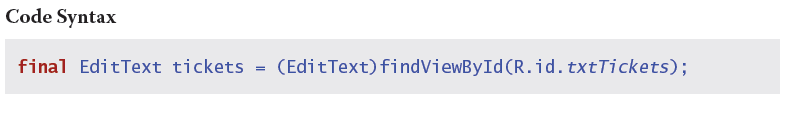 Code Syntax
final EditText tickets = (EditText)findViewById(R.id.txtTickets);